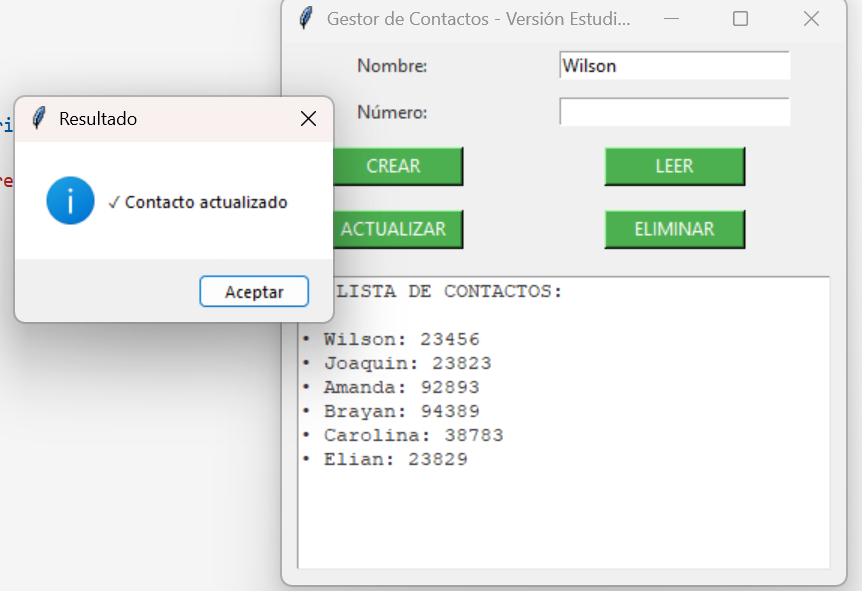 Gestor de Contactos - Versión Estudi...
Nombre:
Wilson
Número:
Resultado
✓ Contacto actualizado
Aceptar
CREAR
LEER
ACTUALIZAR
ELIMINAR
LISTA DE CONTACTOS:
• Wilson: 23456
• Joaquin: 23823
• Amanda: 92893
• Brayan: 94389
• Carolina: 38783
• Elian: 23829